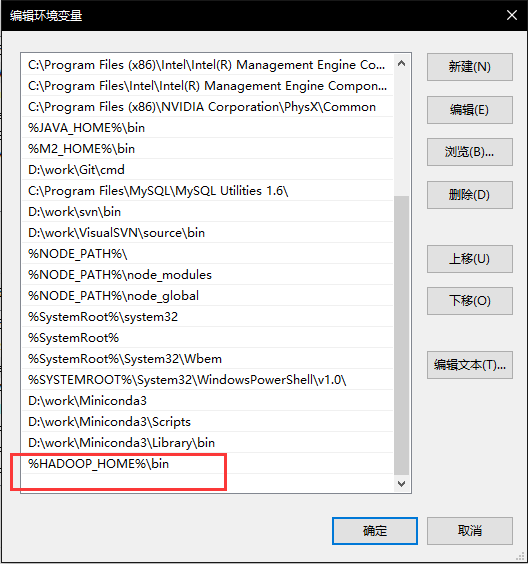 编辑环境变量
C:\Program Files (x86)\Intel\Intel(R) Management Engine Co...
C:\Program Files\Intel\Intel(R) Management Engine Compon...
C:\Program Files (x86)\NVIDIA Corporation\PhysX\Common
%JAVA_HOME%\bin
%M2_HOME%\bin
D:\work\Git\cmd
C:\Program Files\MySQL\MySQL Utilities 1.6\
D:\work\svn\bin
D:\work\VisualSVN\source\bin
%NODE_PATH%\
%NODE_PATH%\node_modules
%NODE_PATH%\node_global
%SystemRoot%\system32
%SystemRoot%
%SystemRoot%\System32\Wbem
%SYSTEMROOT%\System32\WindowsPowerShell\v1.0\
D:\work\Miniconda3
D:\work\Miniconda3\Scripts
D:\work\Miniconda3\Library\bin
%HADOOP_HOME%\bin
新建(N)
编辑(E)
浏览(B)...
删除(D)
上移(U)
下移(O)
编辑文本(T)...
确定
取消